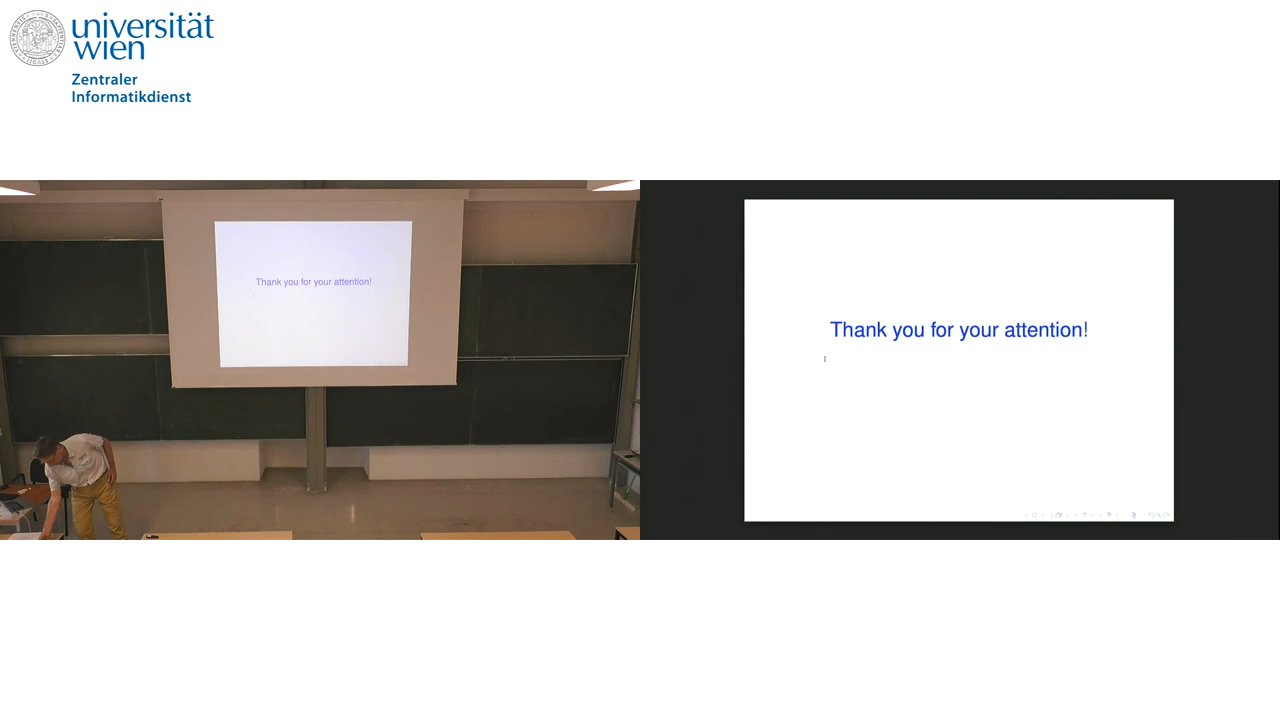 universität
wien
Zentraler
Informatikdienst
Thank you for your attention!
Thank you for your attention!